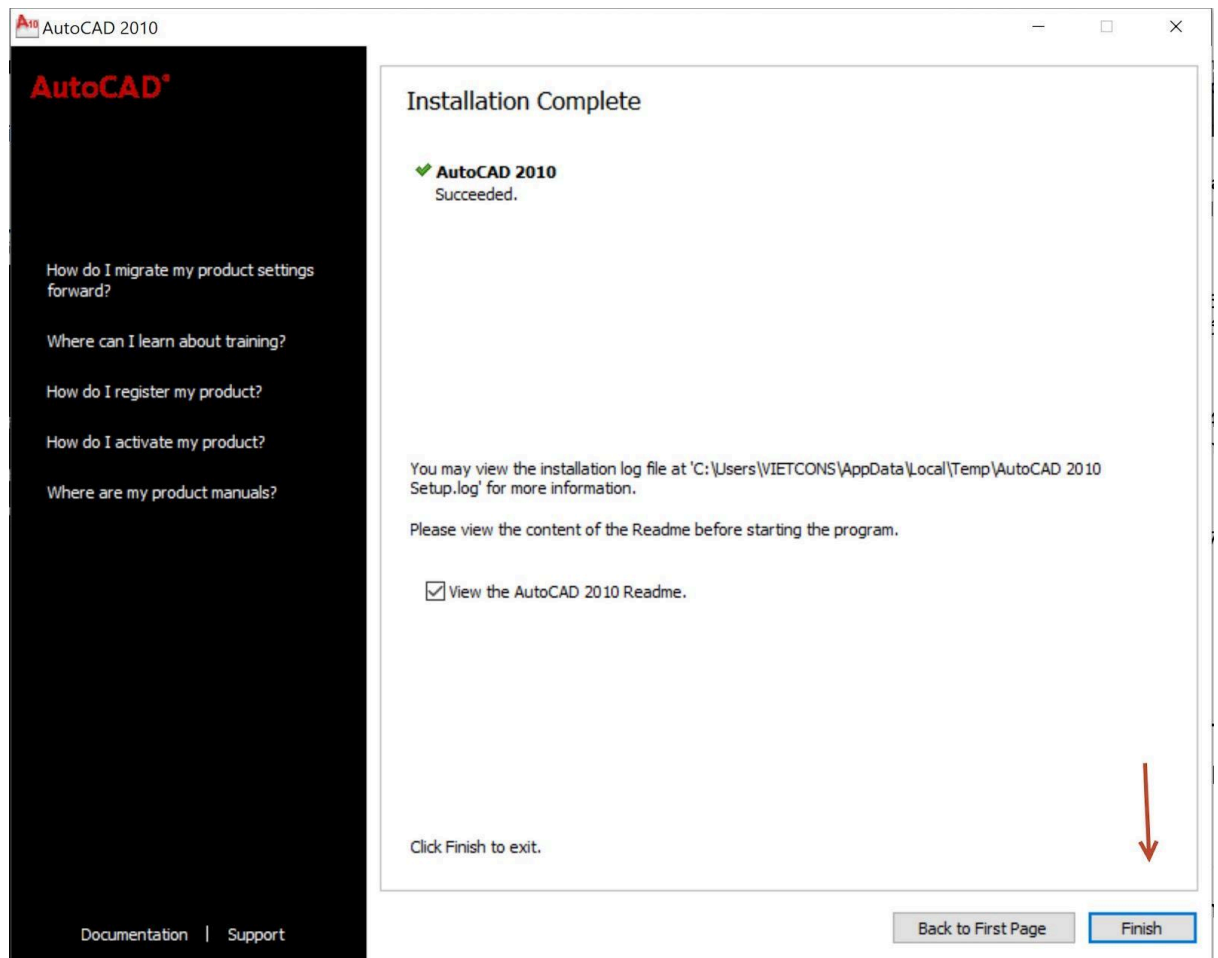 AutoCAD 2010
AutoCAD®
How do I migrate my product settings
forward?
Where can I learn about training?
How do I register my product?
How do I activate my product?
Where are my product manuals?
Documentation | Support
Installation Complete
AutoCAD 2010
Succeeded.
You may view the installation log file at 'C:\Users\VIETCONS\AppData\Local\Temp\AutoCAD 2010
Setup.log' for more information.
Please view the content of the Readme before starting the program.
View the AutoCAD 2010 Readme.
Click Finish to exit.
Back to First Page
Finish